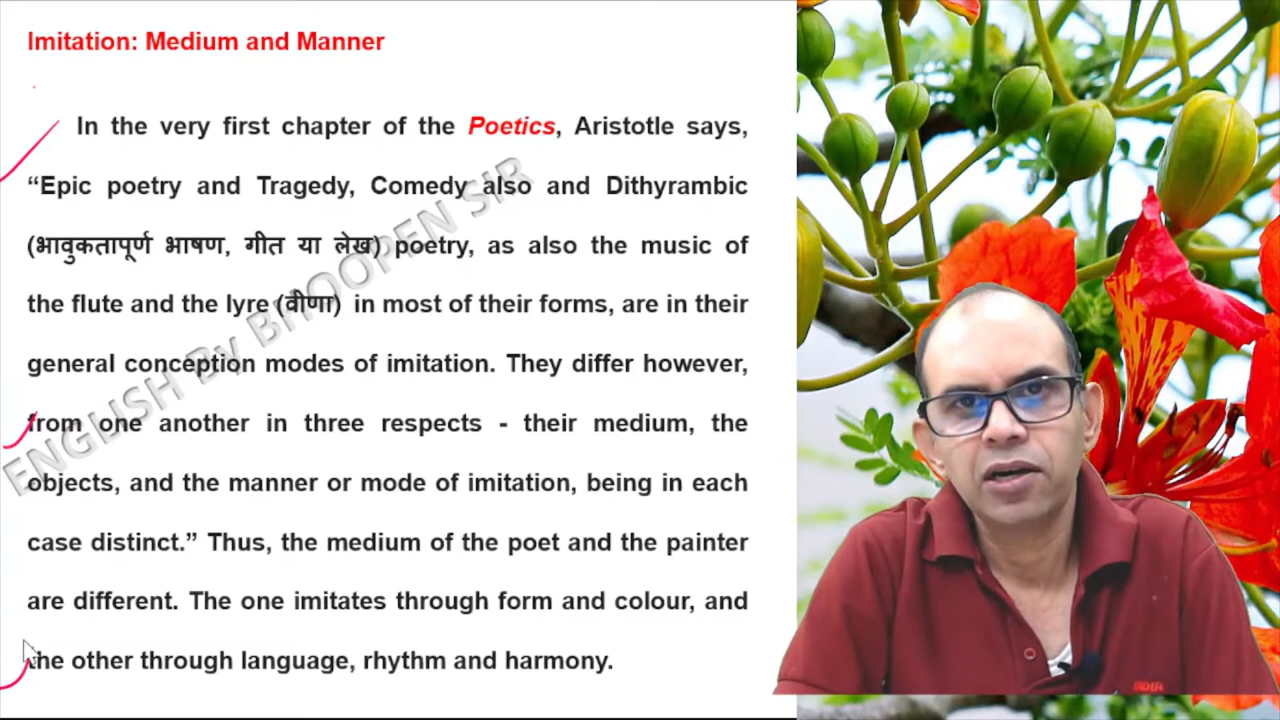 Imitation: Medium and Manner
In the very first chapter of the Poetics, Aristotle says,
“Epic poetry and Tragedy, Comedy also and Dithyrambic
(भावुकतापूर्ण भाषण, गीत या लेख) poetry, as also the music of
the flute and the lyre (वीणा) in most of their forms, are in their
general conception modes of imitation. They differ however,
from one another in three respects - their medium, the
objects, and the manner or mode of imitation, being in each
case distinct.” Thus, the medium of the poet and the painter
are different. The one imitates through form and colour, and
the other through language, rhythm and harmony.
ENGLISH By BHOOPEN SIR
INDIA